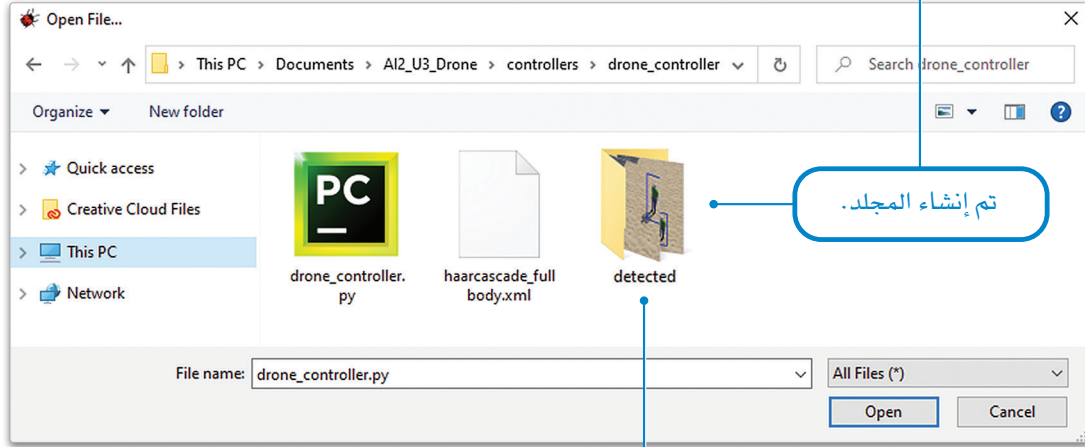 Open File...
This PC > Documents > AI2_U3_Drone > controllers > drone_controller
Search drone_controller
Organize
New folder
Quick access
Creative Cloud Files
This PC
Network
PC
drone_controller.
py
haarcascade_full
body.xml
detected
تم إنشاء المجلد.
File name: drone_controller.py
All Files (*)
Open
Cancel